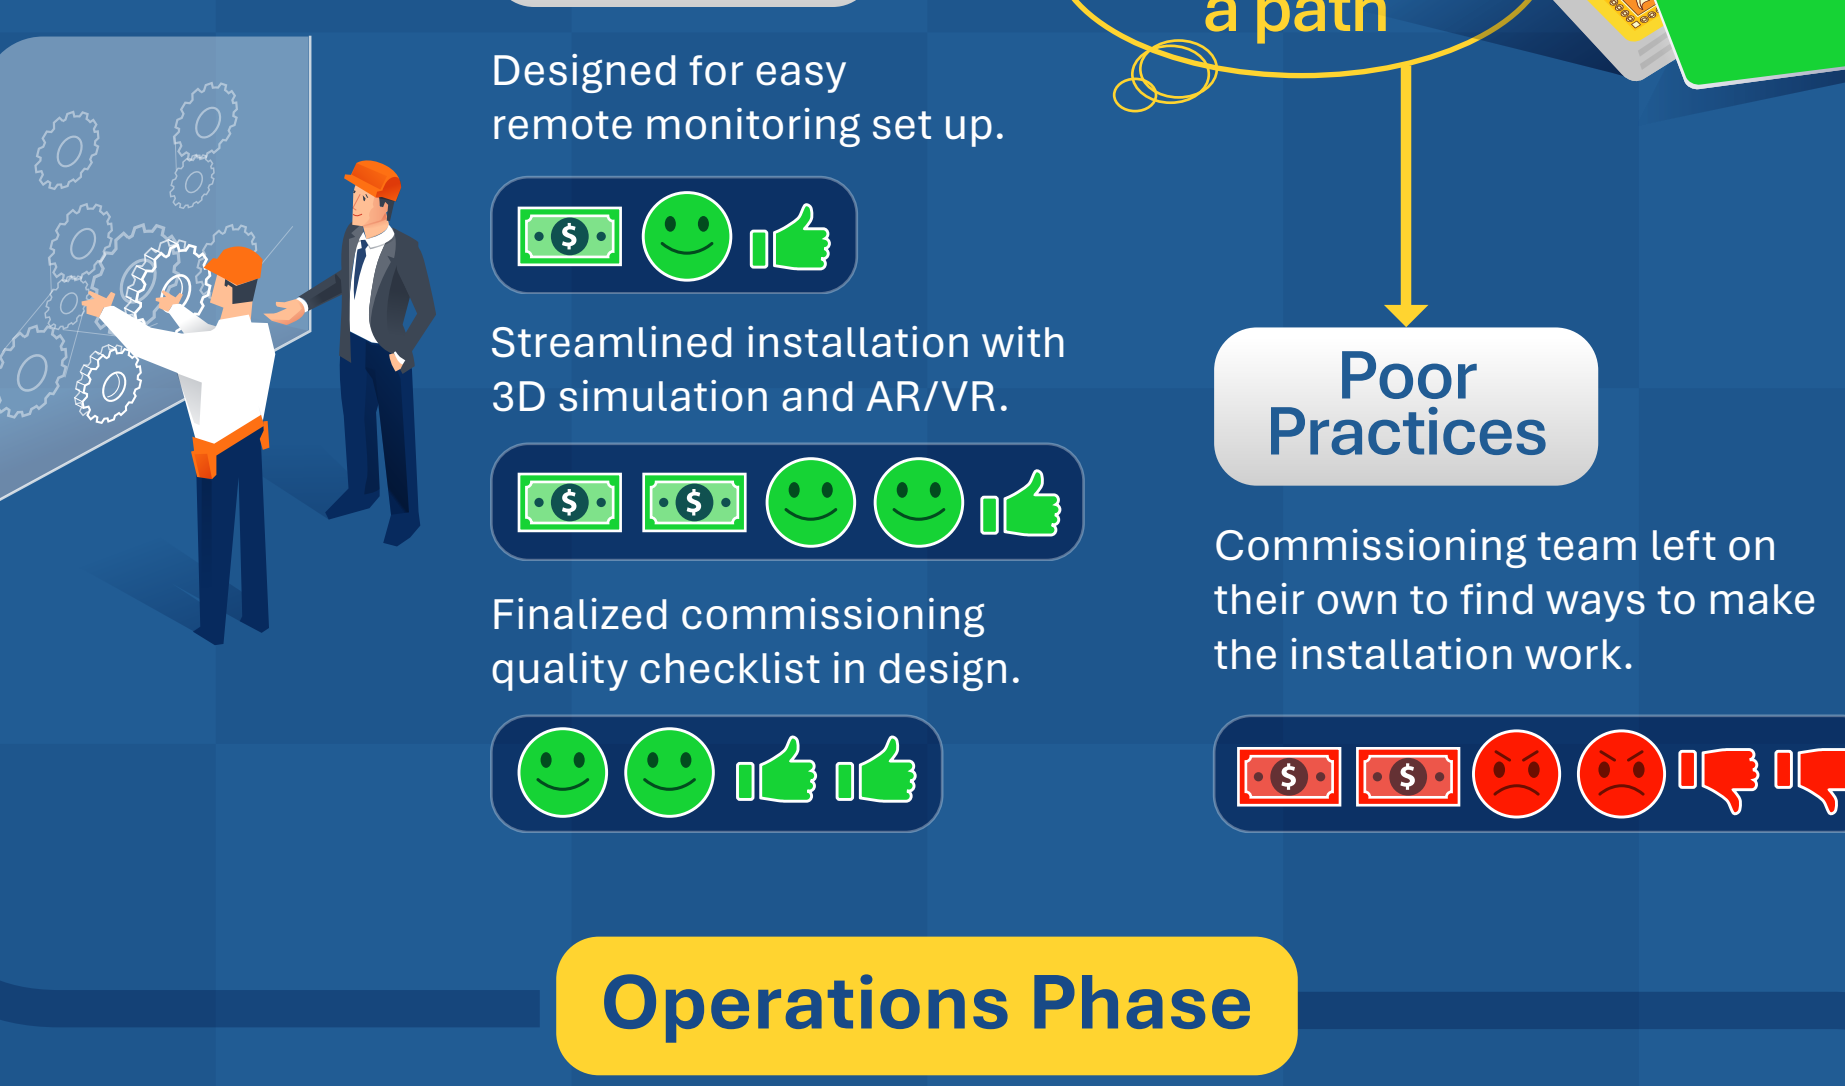 a path
Designed for easy
remote monitoring set up.
$
Streamlined installation with
3D simulation and AR/VR.
$ $
Finalized commissioning
quality checklist in design.
Poor
Practices
Commissioning team left on
their own to find ways to make
the installation work.
$ $
Operations Phase